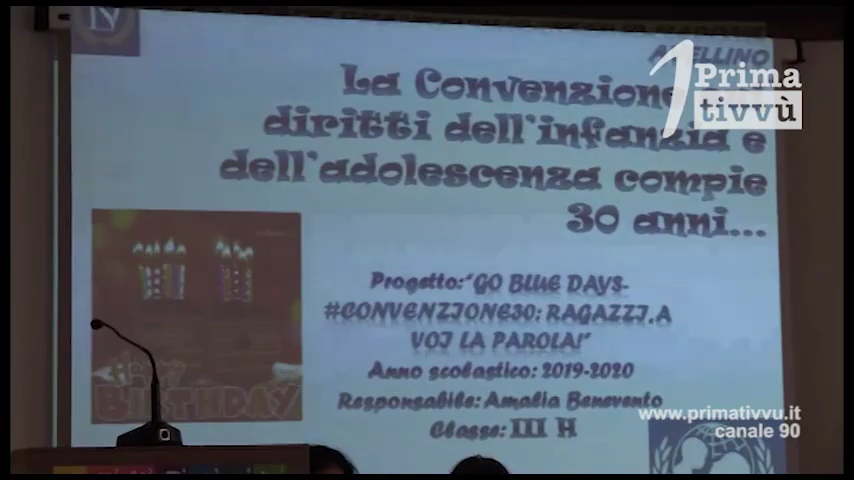 AVELLINO
Prima
tivvù
La Convenzione
diritti dell'infanzia e
dell'adolescenza compie
30 anni...
Progetto:"GO BLUE DAYS-
#CONVENZIONE30: RAGAZZI,A
VOI LA PAROLA!"
Anno scolastico: 2019-2020
Responsabile: Amalia Benevento
Classe: III H
BIRTHDAY
www.primativvu.it
canale 90